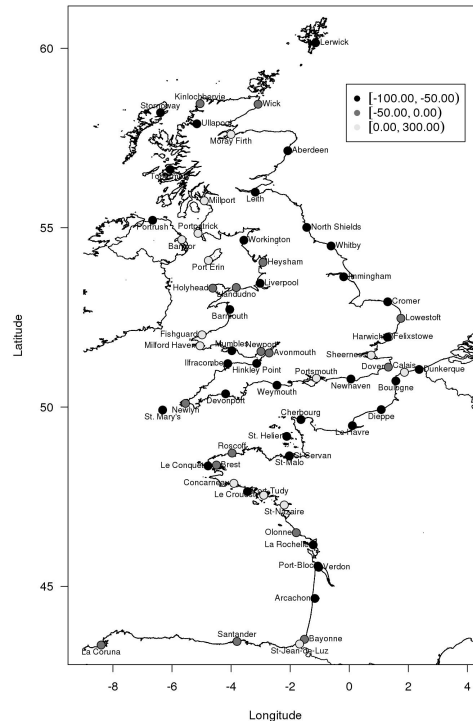 60
55
50
45
Latitude
-8 -6 -4 -2 0 2 4
Longitude
[-100.00, -50.00)
[-50.00, 0.00)
[0.00, 300.00)
Lerwick
Kinlochbervie
Wick
Stornoway
Ullapool
Moray Firth
Aberdeen
Millport
Leith
Portrush
Portpatrick
North Shields
Bangor
Workington
Whitby
Port Erin
Heysham
Immingham
Holyhead
Llandudno
Liverpool
Barmouth
Cromer
Lowestoft
Fishguard
Milford Haven
Mumbles
Newport
Avonmouth
Harwich
Felixstowe
Sheerness
Ilfracombe
Hinkley Point
Portsmouth
Dover
Calais
Dunkerque
Devonport
Weymouth
Newhaven
Boulogne
St. Mary's
Newlyn
Cherbourg
Dieppe
Le Havre
St. Helier
Roscoff
St-Malo
St-Servan
Le Conquet
Brest
Concarneau
Le Crouesty
Port-Tudy
St-Nazaire
Olonne
La Rochelle
Port-Bloc
Verdon
Arcachon
Santander
Bayonne
La Coruna
St-Jean-de-Luz